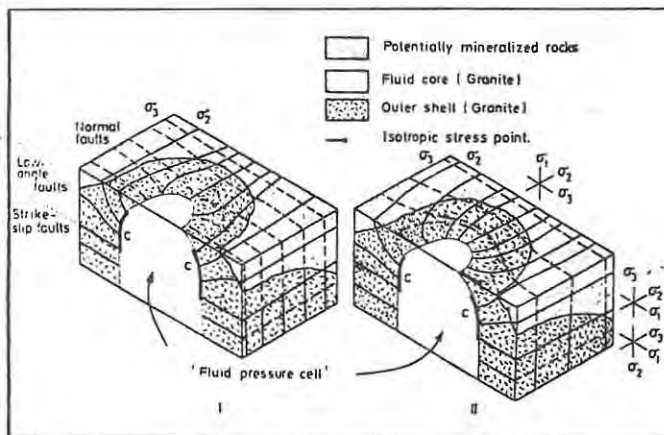 Potentially mineralized rocks
Fluid core (Granite)
Outer shell (Granite)
Isotropic stress point.
σ3 σ2
Normal
faults
Low
angle
faults
Strike-
slip faults
C
C
σ3 σ2
σ1
σ2
σ3
C
C
σ3
σ2
σ1
σ3
σ1
σ2
'Fluid pressure cell'
I
II